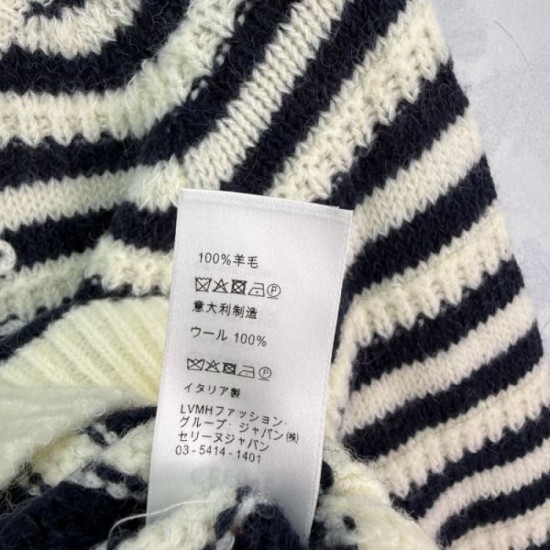 100%羊毛
意大利制造
ウール 100%
イタリア製
LVMHファッション・
グループ・ジャパン㈱
セリーヌジャパン
03-5414-1401